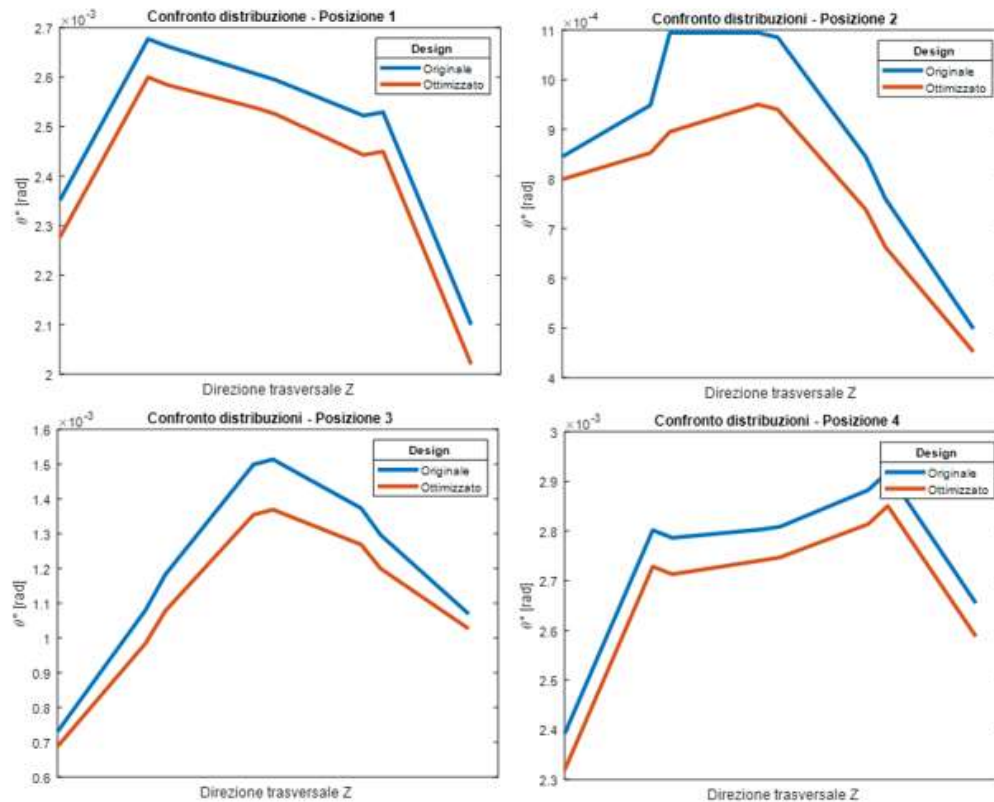 Confronto distribuzione - Posizione 1
×10⁻³
2.7
2.6
2.5
2.4
2.3
2.2
2.1
2
θ* [rad]
Design
Originale
Ottimizzato
Direzione trasversale Z
Confronto distribuzioni - Posizione 2
×10⁻⁴
11
10
9
8
7
6
5
4
θ* [rad]
Design
Originale
Ottimizzato
Direzione trasversale Z
Confronto distribuzioni - Posizione 3
×10⁻³
1.6
1.5
1.4
1.3
1.2
1.1
1
0.9
0.8
0.7
0.6
θ* [rad]
Design
Originale
Ottimizzato
Direzione trasversale Z
Confronto distribuzioni - Posizione 4
×10⁻³
3
2.9
2.8
2.7
2.6
2.5
2.4
2.3
θ* [rad]
Design
Originale
Ottimizzato
Direzione trasversale Z